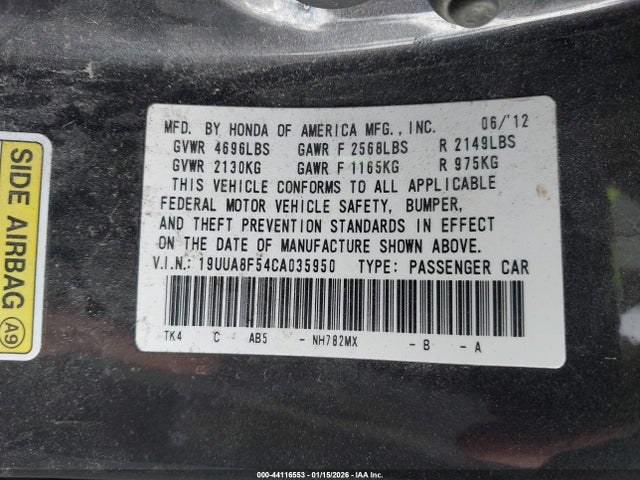 MFD. BY HONDA OF AMERICA MFG., INC. 06/'12
GVWR 4696LBS GAWR F 2568LBS R 2149LBS
GVWR 2130KG GAWR F 1165KG R 975KG
THIS VEHICLE CONFORMS TO ALL APPLICABLE
FEDERAL MOTOR VEHICLE SAFETY, BUMPER,
AND THEFT PREVENTION STANDARDS IN EFFECT
ON THE DATE OF MANUFACTURE SHOWN ABOVE.
V.I.N.: 19UUA8F54CA035950 TYPE: PASSENGER CAR
TK4 C AB5 - NH782MX - B - A
SIDE AIRBAG A9
000-44116553 - 01/15/2026 - IAA Inc.